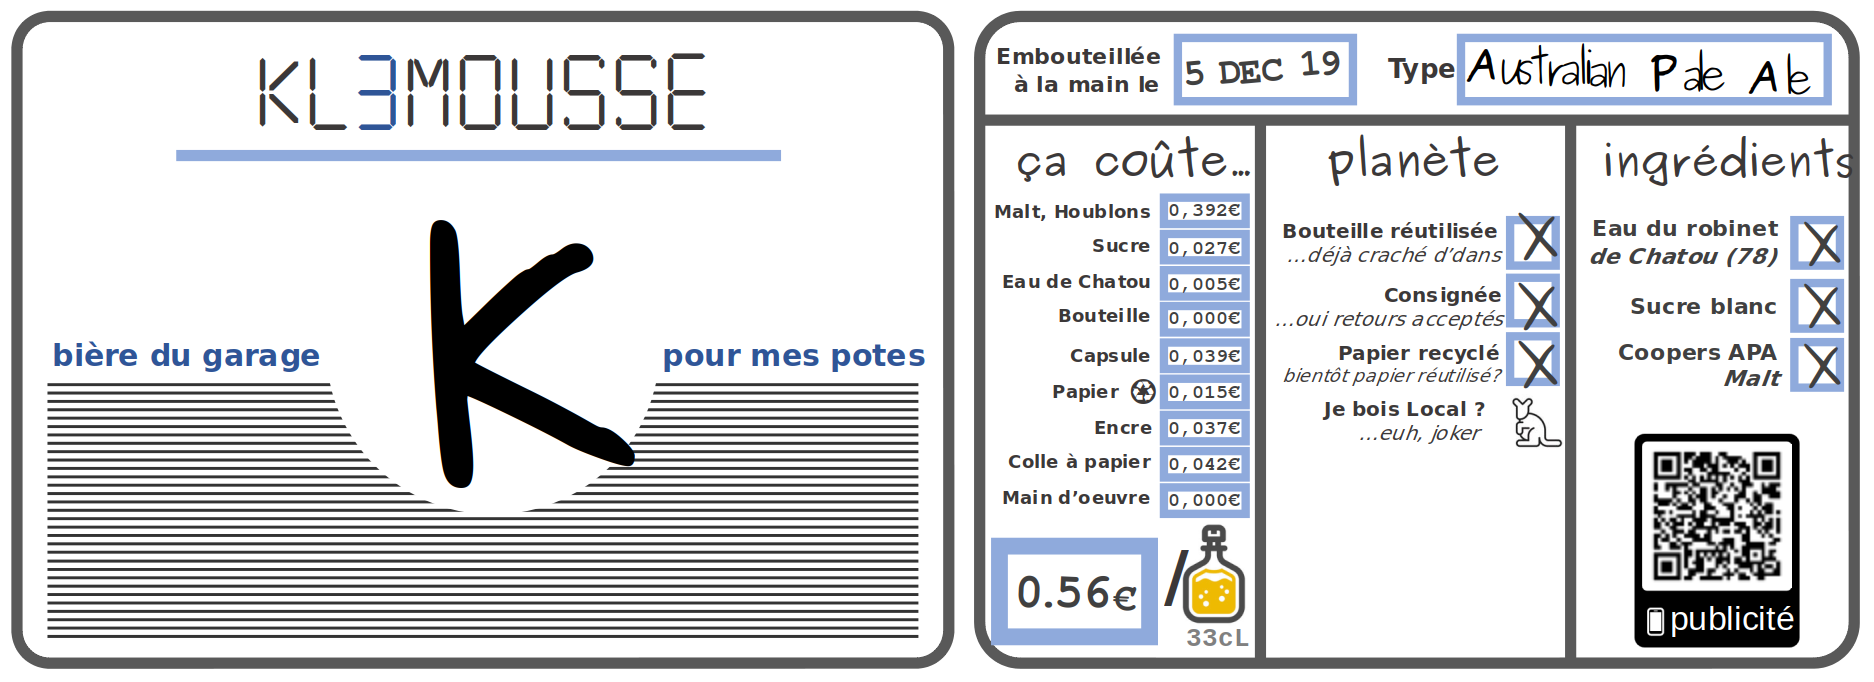 KL3MOUSSE
K
bière du garage
pour mes potes
Embouteillée
à la main le
5 DEC 19
Type
Australian Pale Ale
ça coûte...
Malt, Houblons 0,392€
Sucre 0,027€
Eau de Chatou 0,005€
Bouteille 0,000€
Capsule 0,039€
Papier 0,015€
Encre 0,037€
Colle à papier 0,042€
Main d’oeuvre 0,000€
0.56€ /
33cL
planète
Bouteille réutilisée X
...déjà craché d’dans
Consignée X
...oui retours acceptés
Papier recyclé X
bientôt papier réutilisé?
Je bois Local ?
...euh, joker
ingrédients
Eau du robinet X
de Chatou (78)
Sucre blanc X
Coopers APA X
Malt
publicité